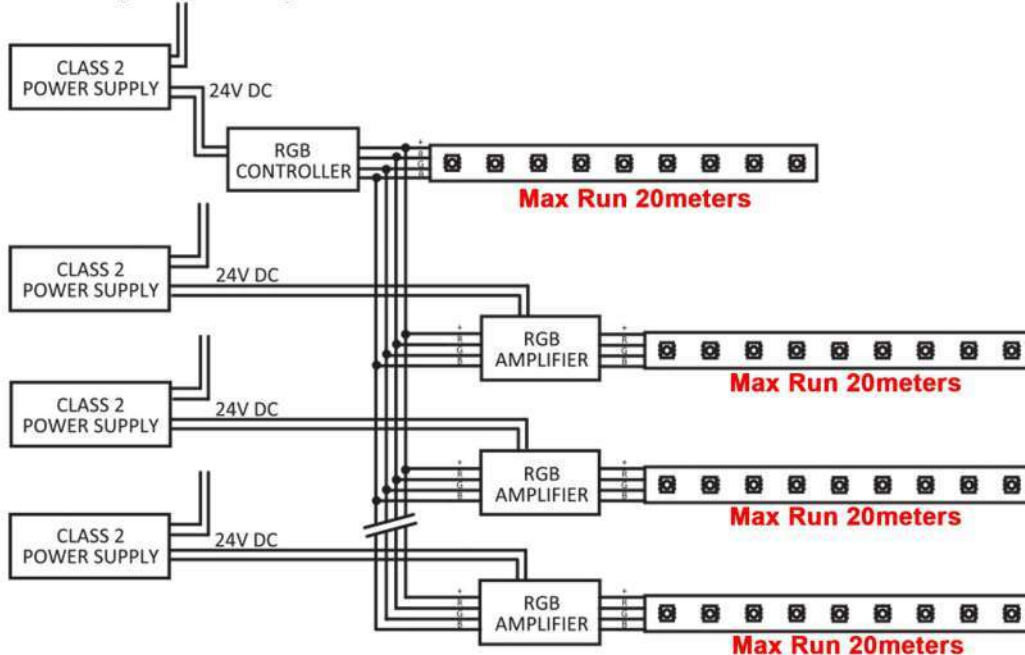 CLASS 2
POWER SUPPLY
24V DC
RGB
CONTROLLER
+
R
G
B
Max Run 20meters
CLASS 2
POWER SUPPLY
24V DC
+
R
G
B
RGB
AMPLIFIER
+
R
G
B
Max Run 20meters
CLASS 2
POWER SUPPLY
24V DC
+
R
G
B
RGB
AMPLIFIER
+
R
G
B
Max Run 20meters
CLASS 2
POWER SUPPLY
24V DC
+
R
G
B
RGB
AMPLIFIER
+
R
G
B
Max Run 20meters